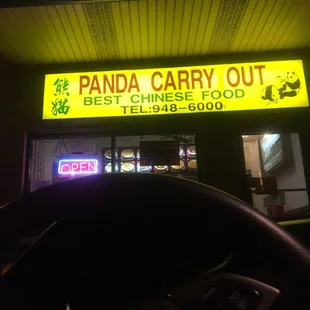 熊猫
PANDA CARRY OUT
BEST CHINESE FOOD
TEL:948-6000
OPEN